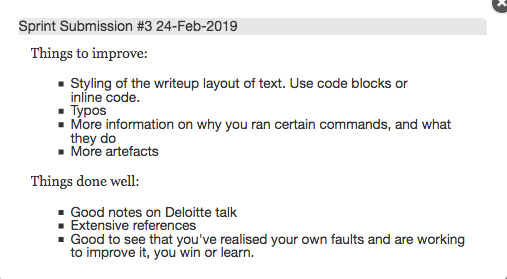 Sprint Submission #3 24-Feb-2019
Things to improve:
▪ Styling of the writeup layout of text. Use code blocks or
inline code.
▪ Typos
▪ More information on why you ran certain commands, and what
they do
▪ More artefacts
Things done well:
▪ Good notes on Deloitte talk
▪ Extensive references
▪ Good to see that you've realised your own faults and are working
to improve it, you win or learn.